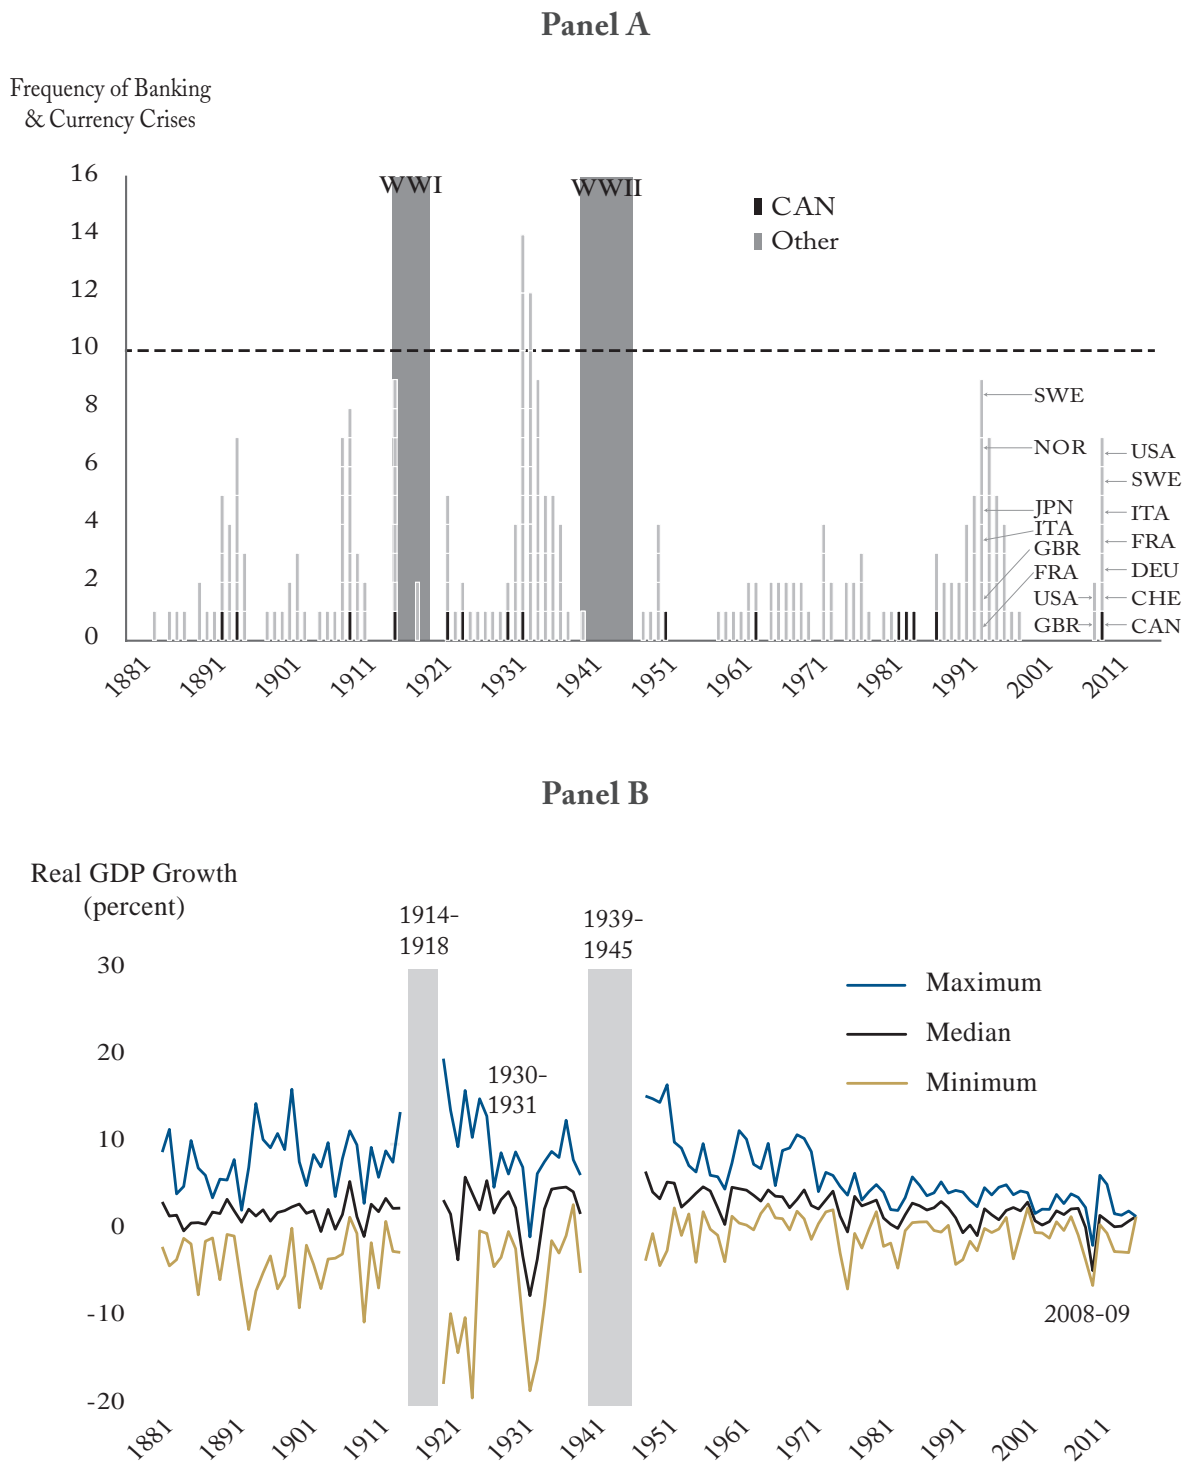 Panel A
Frequency of Banking
& Currency Crises
16
14
12
10
8
6
4
2
0
WWI
WWII
CAN
Other
SWE
NOR
JPN
ITA
GBR
FRA
USA
GBR
USA
SWE
ITA
FRA
DEU
CHE
CAN
1881
1891
1901
1911
1921
1931
1941
1951
1961
1971
1981
1991
2001
2011
Panel B
Real GDP Growth
(percent)
30
20
10
0
-10
-20
1914-
1918
1930-
1931
1939-
1945
Maximum
Median
Minimum
2008-09
1881
1891
1901
1911
1921
1931
1941
1951
1961
1971
1981
1991
2001
2011